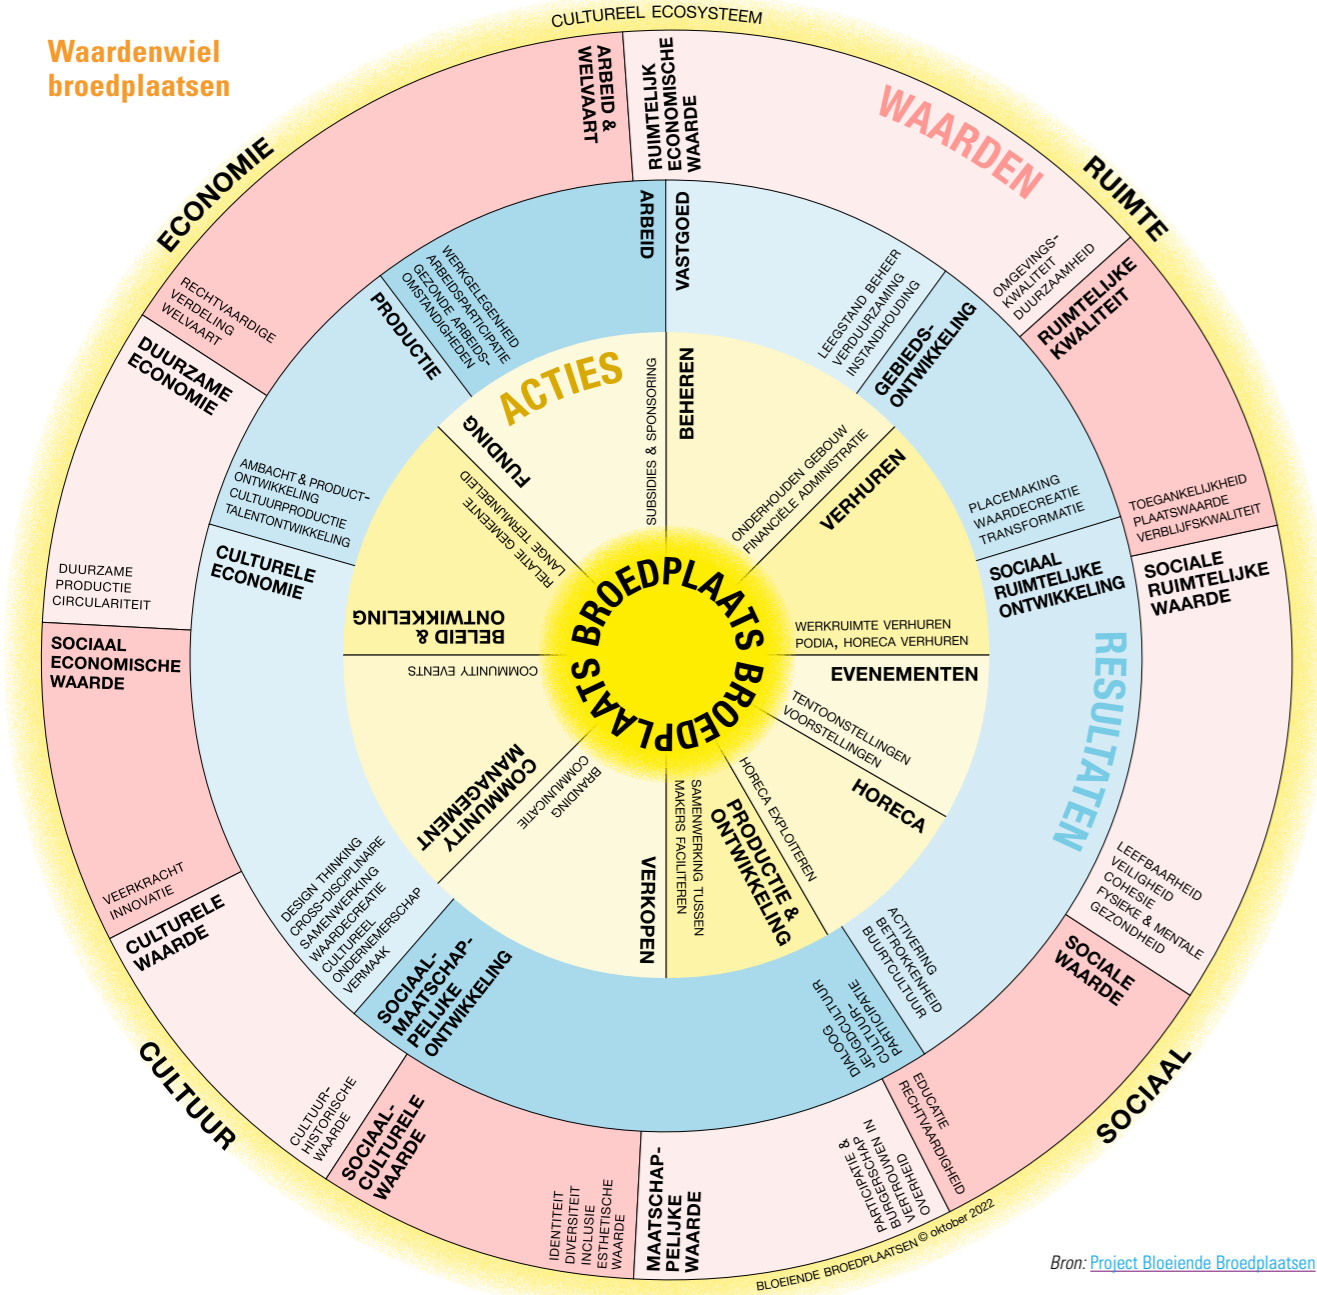 Waardenwiel
broedplaatsen
CULTUREEL ECOSYSTEEM
ECONOMIE
RUIMTE
SOCIAAL
CULTUUR
WAARDEN
RUIMTELIJK
ECONOMISCHE
WAARDE
OMGEVINGS-
KWALITEIT
DUURZAAMHEID
RUIMTELIJKE
KWALITEIT
TOEGANKELIJKHEID
PLAATSWAARDE
VERBLIJFSKWALITEIT
SOCIALE
RUIMTELIJKE
WAARDE
LEEFBAARHEID
VEILIGHEID
COHESIE
FYSIEKE & MENTALE
GEZONDHEID
SOCIALE
WAARDE
EDUCATIE
RECHTVAARDIGHEID
MAATSCHAP-
PELIJKE
WAARDE
PARTICIPATIE &
BURGERSCHAP
VERTROUWEN IN
OVERHEID
SOCIAAL-
CULTURELE
WAARDE
IDENTITEIT
DIVERSITEIT
INCLUSIE
ESTHETISCHE
WAARDE
CULTURELE
WAARDE
CULTUUR-
HISTORISCHE
WAARDE
SOCIAAL
ECONOMISCHE
WAARDE
VEERKRACHT
INNOVATIE
DUURZAME
ECONOMIE
DUURZAME
PRODUCTIE
CIRCULARITEIT
ARBEID &
WELVAART
RECHTVAARDIGE
VERDELING
WELVAART
RESULTATEN
VASTGOED
LEEGSTAND BEHEER
VERDUURZAMING
INSTANDHOUDING
GEBIEDS-
ONTWIKKELING
PLACEMAKING
WAARDECREATIE
TRANSFORMATIE
SOCIAAL
RUIMTELIJKE
ONTWIKKELING
ACTIVERING
BETROKKENHEID
BUURTCULTUUR
SOCIAAL-
MAATSCHAP-
PELIJKE
ONTWIKKELING
DIALOOG
JEUGDCULTUUR
CULTUUR-
PARTICIPATIE
CULTURELE
ECONOMIE
DESIGN THINKING
CROSS-DISCIPLINAIRE
SAMENWERKING
WAARDECREATIE
CULTUREEL
ONDERNEMERSCHAP
VERMAAK
PRODUCTIE
AMBACHT & PRODUCT-
ONTWIKKELING
CULTUURPRODUCTIE
TALENTONTWIKKELING
ARBEID
WERKGELEGENHEID
ARBEIDSPARTICIPATIE
GEZONDE ARBEIDS-
OMSTANDIGHEDEN
ACTIES
BEHEREN
ONDERHOUDEN GEBOUW
FINANCIËLE ADMINISTRATIE
VERHUREN
WERKRUIMTE VERHUREN
PODIA, HORECA VERHUREN
EVENEMENTEN
TENTOONSTELLINGEN
VOORSTELLINGEN
HORECA
HORECA EXPLOITEREN
PRODUCTIE &
ONTWIKKELING
SAMENWERKING TUSSEN
MAKERS FACILITEREN
VERKOPEN
BRANDING
COMMUNICATIE
COMMUNITY
MANAGEMENT
COMMUNITY EVENTS
BELEID &
ONTWIKKELING
RELATIE GEMEENTE
LANGE TERMIJNBELEID
FUNDING
SUBSIDIES & SPONSORING
BROEDPLAATS BROEDPLAATS
BLOEIENDE BROEDPLAATSEN © oktober 2022
Bron: Project Bloeiende Broedplaatsen